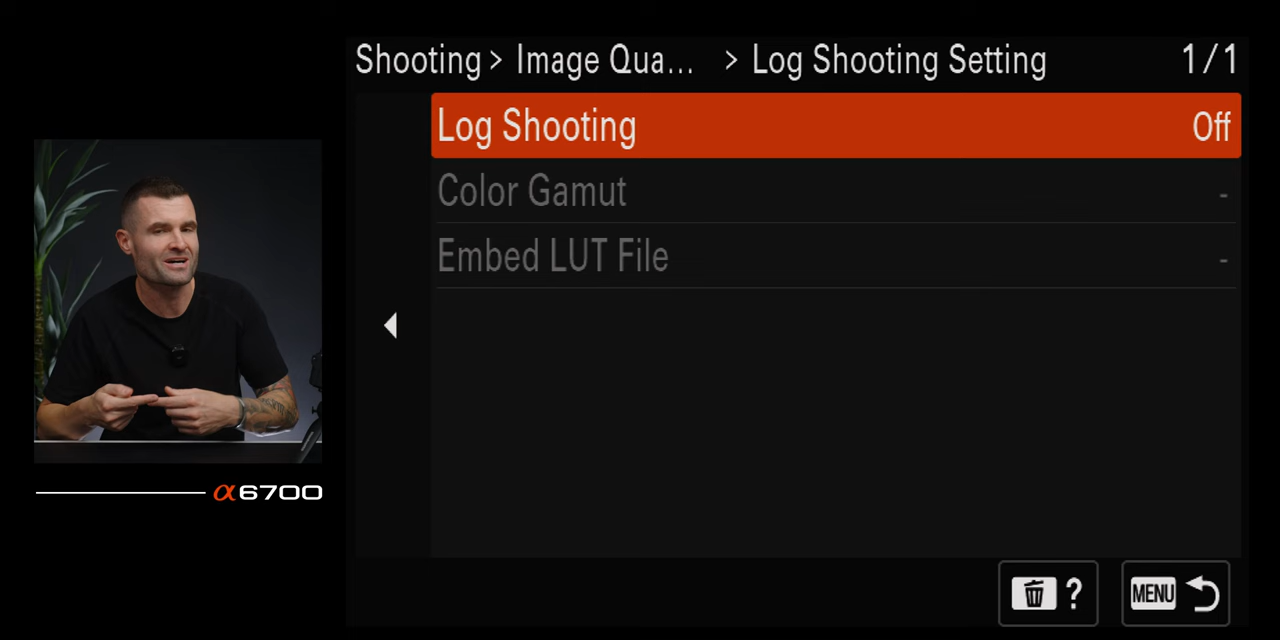 Shooting > Image Qua... > Log Shooting Setting 1/1
Log Shooting Off
Color Gamut -
Embed LUT File -
α6700
? MENU